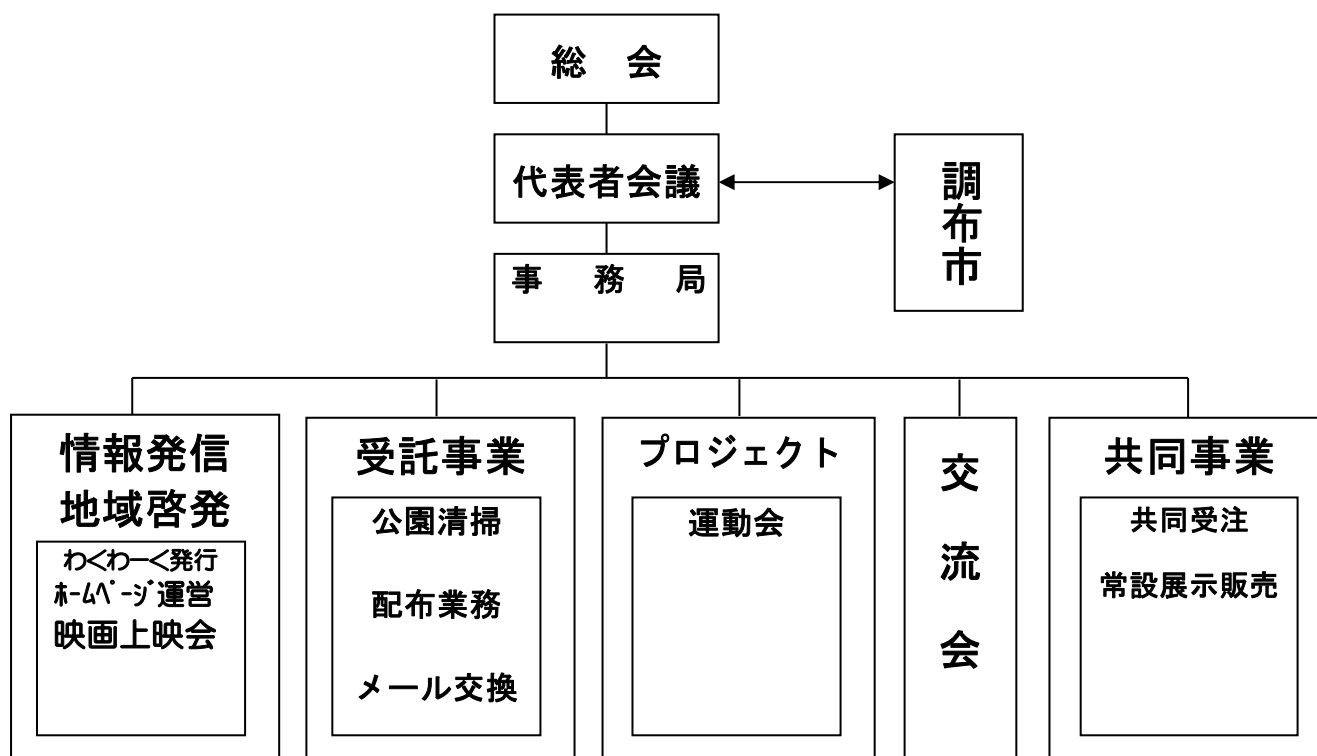 総　会
代表者会議
調布市
事　務　局
情報発信
地域啓発
わくわーく発行
ﾎｰﾑﾍﾟｰｼﾞ運営
映画上映会
受託事業
公園清掃
配布業務
メール交換
プロジェクト
運動会
交流会
共同事業
共同受注
常設展示販売